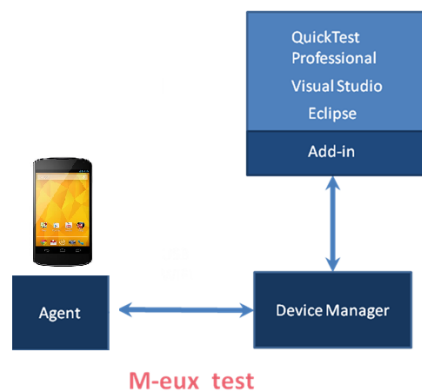 QuickTest
Professional
Visual Studio
Eclipse
Add-in
Agent
Device Manager
M-eux test